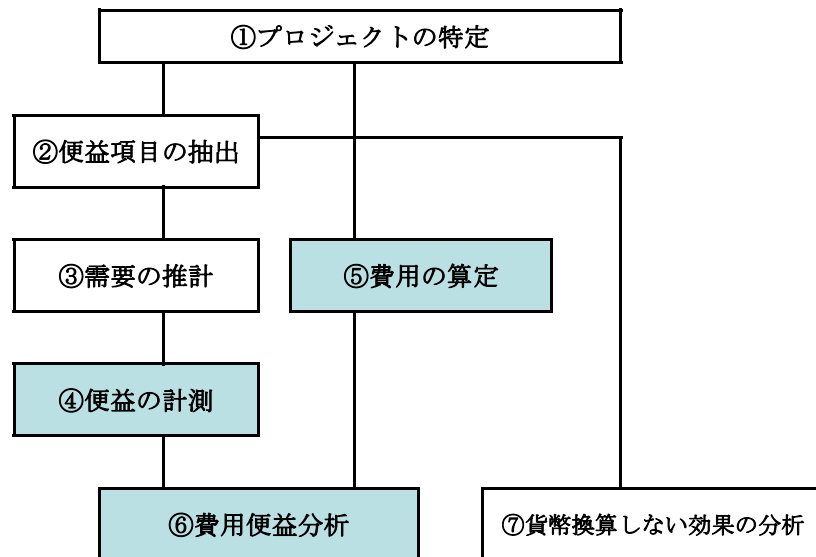 ①プロジェクトの特定
②便益項目の抽出
③需要の推計
⑤費用の算定
④便益の計測
⑥費用便益分析
⑦貨幣換算しない効果の分析